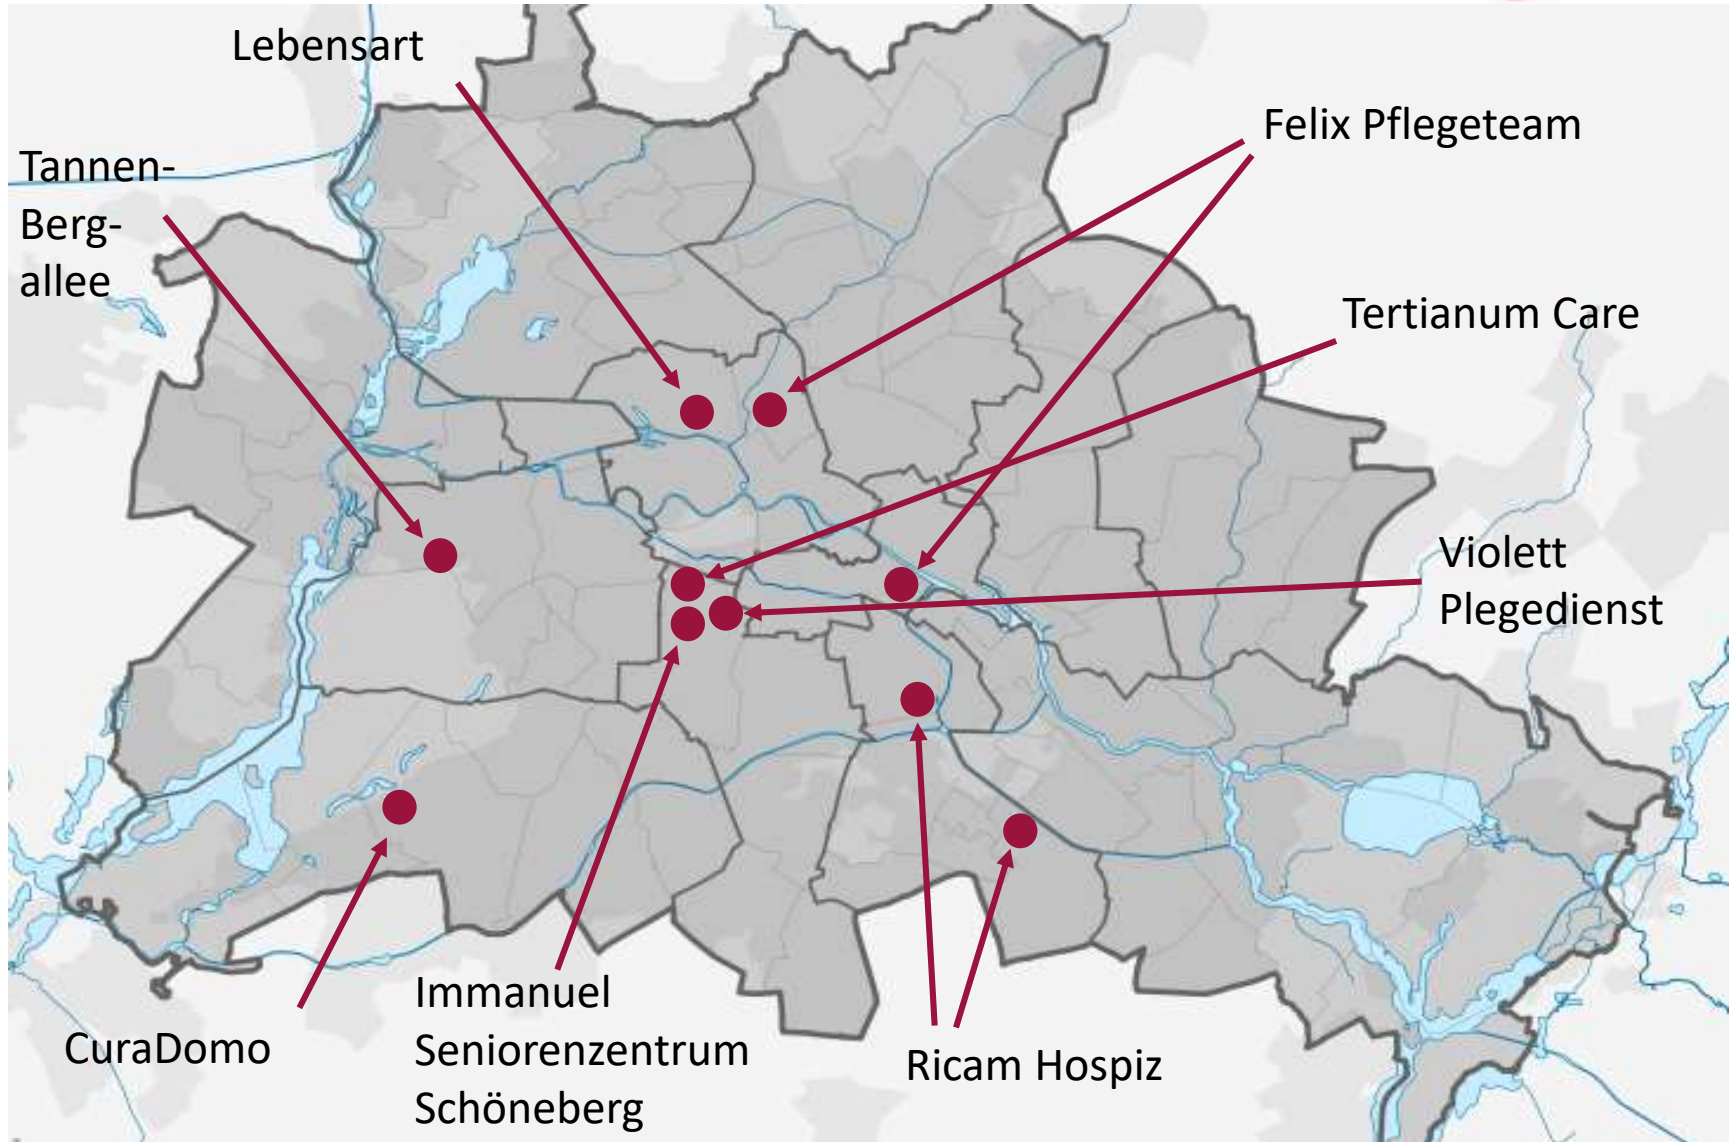 Lebensart
Felix Pflegeteam
Tannen-
Berg-
allee
Tertianum Care
Violett
Plegedienst
Immanuel
Seniorenzentrum
Schöneberg
CuraDomo
Ricam Hospiz